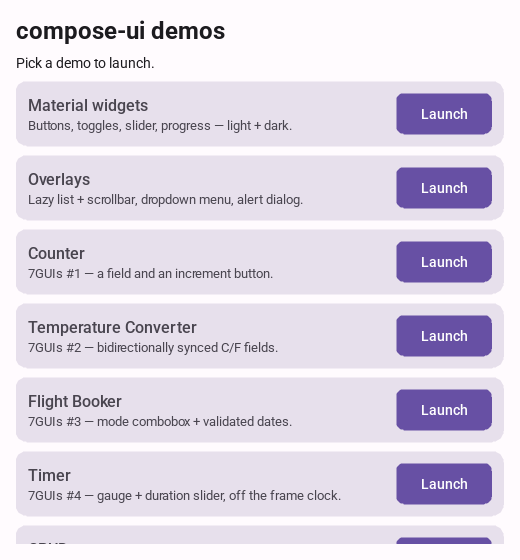 compose-ui demos
Pick a demo to launch.
Material widgets
Buttons, toggles, slider, progress — light + dark.
Launch
Overlays
Lazy list + scrollbar, dropdown menu, alert dialog.
Launch
Counter
7GUIs #1 — a field and an increment button.
Launch
Temperature Converter
7GUIs #2 — bidirectionally synced C/F fields.
Launch
Flight Booker
7GUIs #3 — mode combobox + validated dates.
Launch
Timer
7GUIs #4 — gauge + duration slider, off the frame clock.
Launch